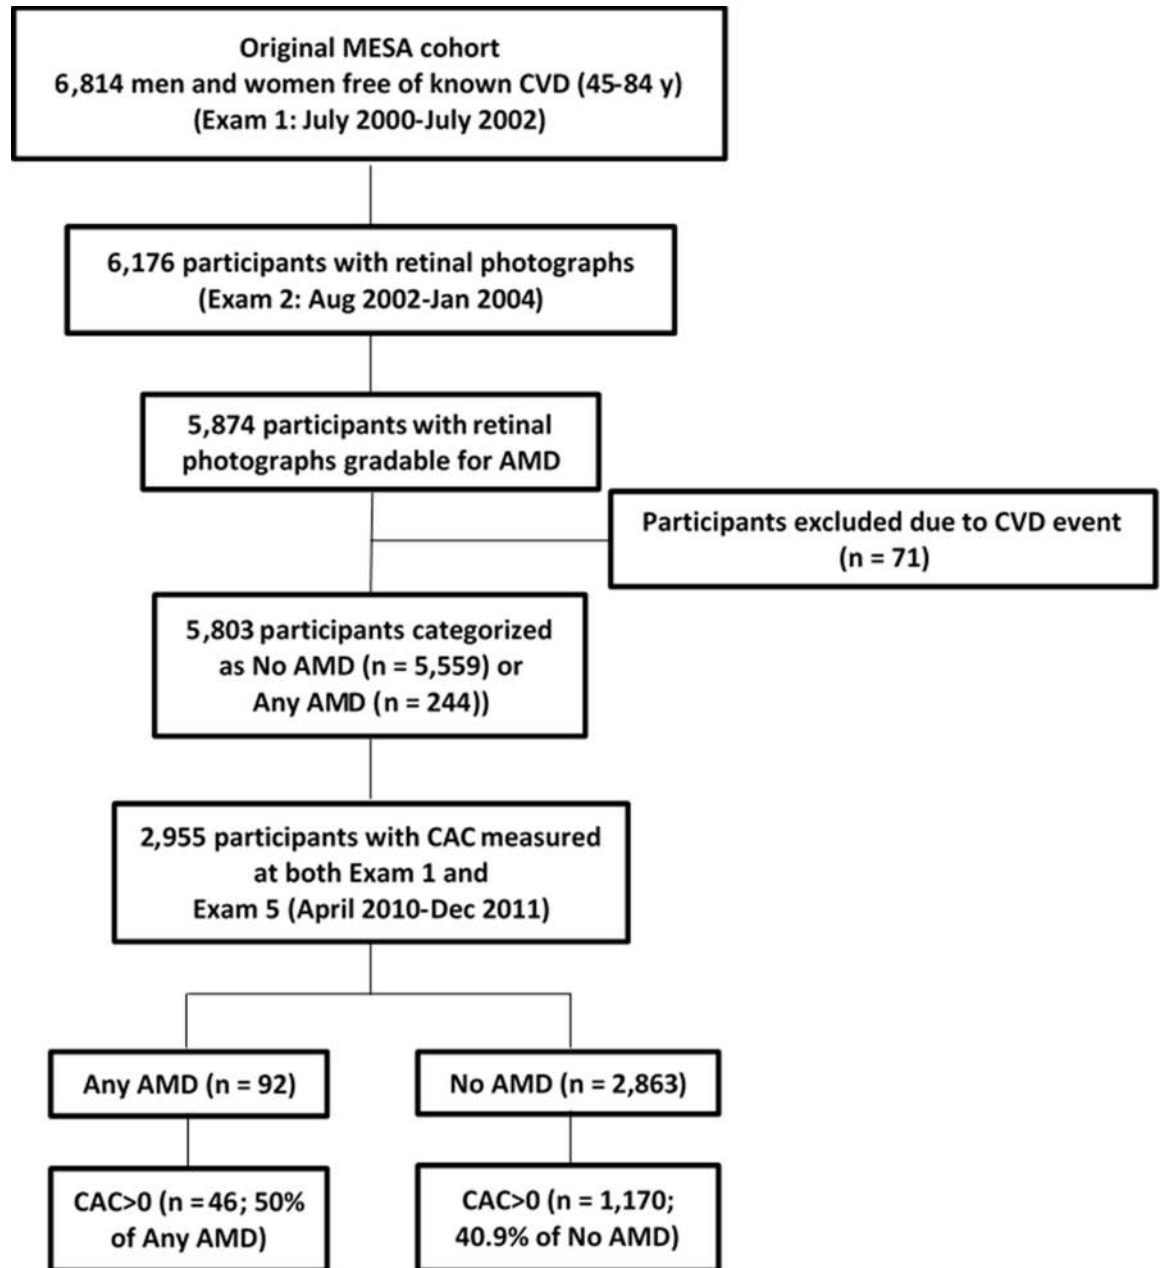 Original MESA cohort
6,814 men and women free of known CVD (45-84 y)
(Exam 1: July 2000-July 2002)
6,176 participants with retinal photographs
(Exam 2: Aug 2002-Jan 2004)
5,874 participants with retinal
photographs gradable for AMD
Participants excluded due to CVD event
(n = 71)
5,803 participants categorized
as No AMD (n = 5,559) or
Any AMD (n = 244))
2,955 participants with CAC measured
at both Exam 1 and
Exam 5 (April 2010-Dec 2011)
Any AMD (n = 92)
No AMD (n = 2,863)
CAC>0 (n = 46; 50%
of Any AMD)
CAC>0 (n = 1,170;
40.9% of No AMD)